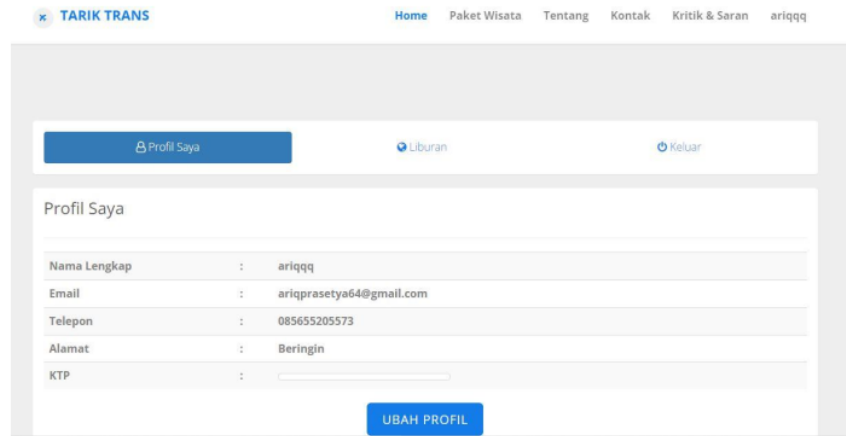 TARIK TRANS Home Paket Wisata Tentang Kontak Kritik & Saran ariqqq
Profil Saya Liburan Keluar
Profil Saya
Nama Lengkap : ariqqq
Email : ariqprasetya64@gmail.com
Telepon : 085655205573
Alamat : Beringin
KTP :
UBAH PROFIL